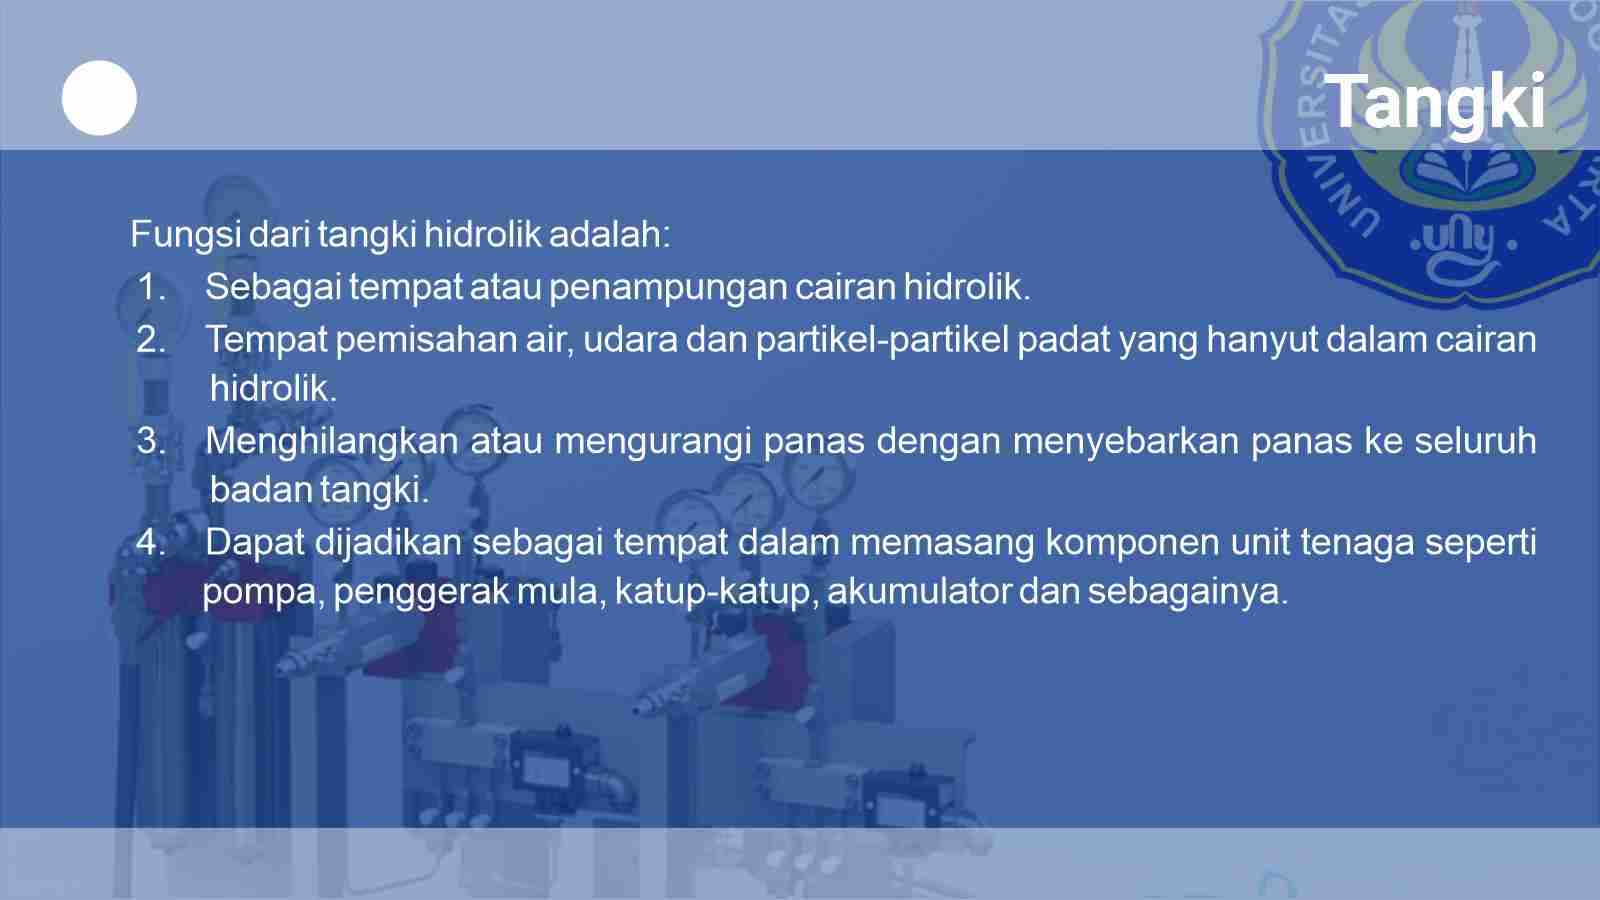 Tangki
UNIVERSITAS
RTA
uny
Fungsi dari tangki hidrolik adalah:
1. Sebagai tempat atau penampungan cairan hidrolik.
2. Tempat pemisahan air, udara dan partikel-partikel padat yang hanyut dalam cairan
hidrolik.
3. Menghilangkan atau mengurangi panas dengan menyebarkan panas ke seluruh
badan tangki.
4. Dapat dijadikan sebagai tempat dalam memasang komponen unit tenaga seperti
pompa, penggerak mula, katup-katup, akumulator dan sebagainya.